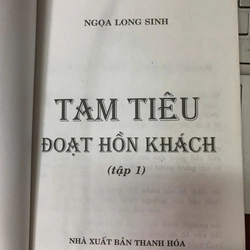 NGỌA LONG SINH
TAM TIÊU
ĐOẠT HỒN KHÁCH
(tập 1)
NHÀ XUẤT BẢN THANH HÓA